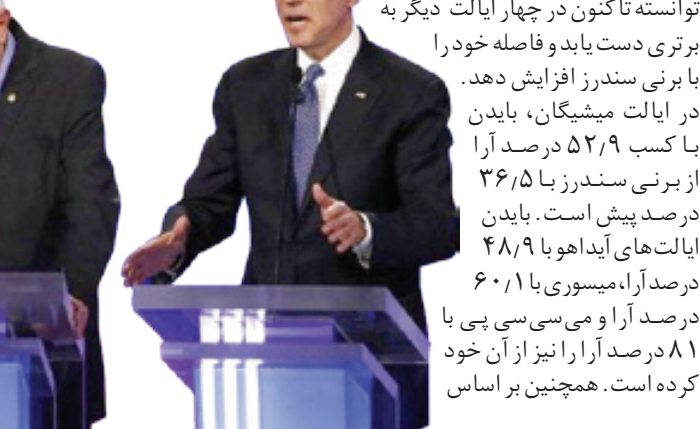 توانسته تاکنون در چهار ایالت دیگر به
برتری دست یابد و فاصله خود را
با برنی سندرز افزایش دهد.
در ایالت میشیگان، بایدن
با کسب ۵۲٫۹ درصد آرا
از برنی سندرز با ۳۶٫۵
درصد پیش است. بایدن
ایالت‌های آیداهو با ۴۸٫۹
درصد آرا، میسوری با ۶۰٫۱
درصد آرا و می‌سی‌سی پی با
۸۱ درصد آرا را نیز از آن خود
کرده است. همچنین بر اساس